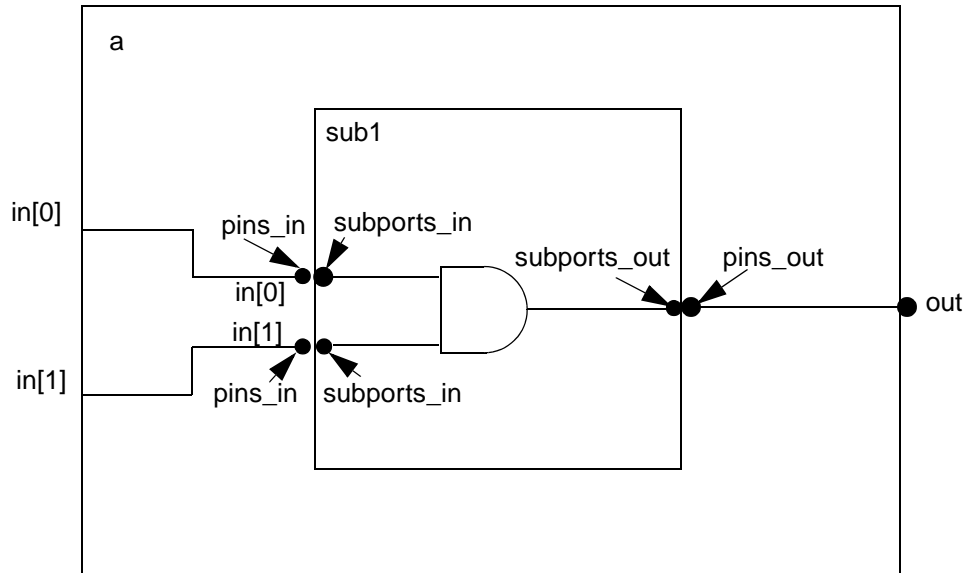 a
sub1
in[0]
pins_in
subports_in
subports_out
pins_out
in[0]
out
in[1]
in[1]
pins_in
subports_in